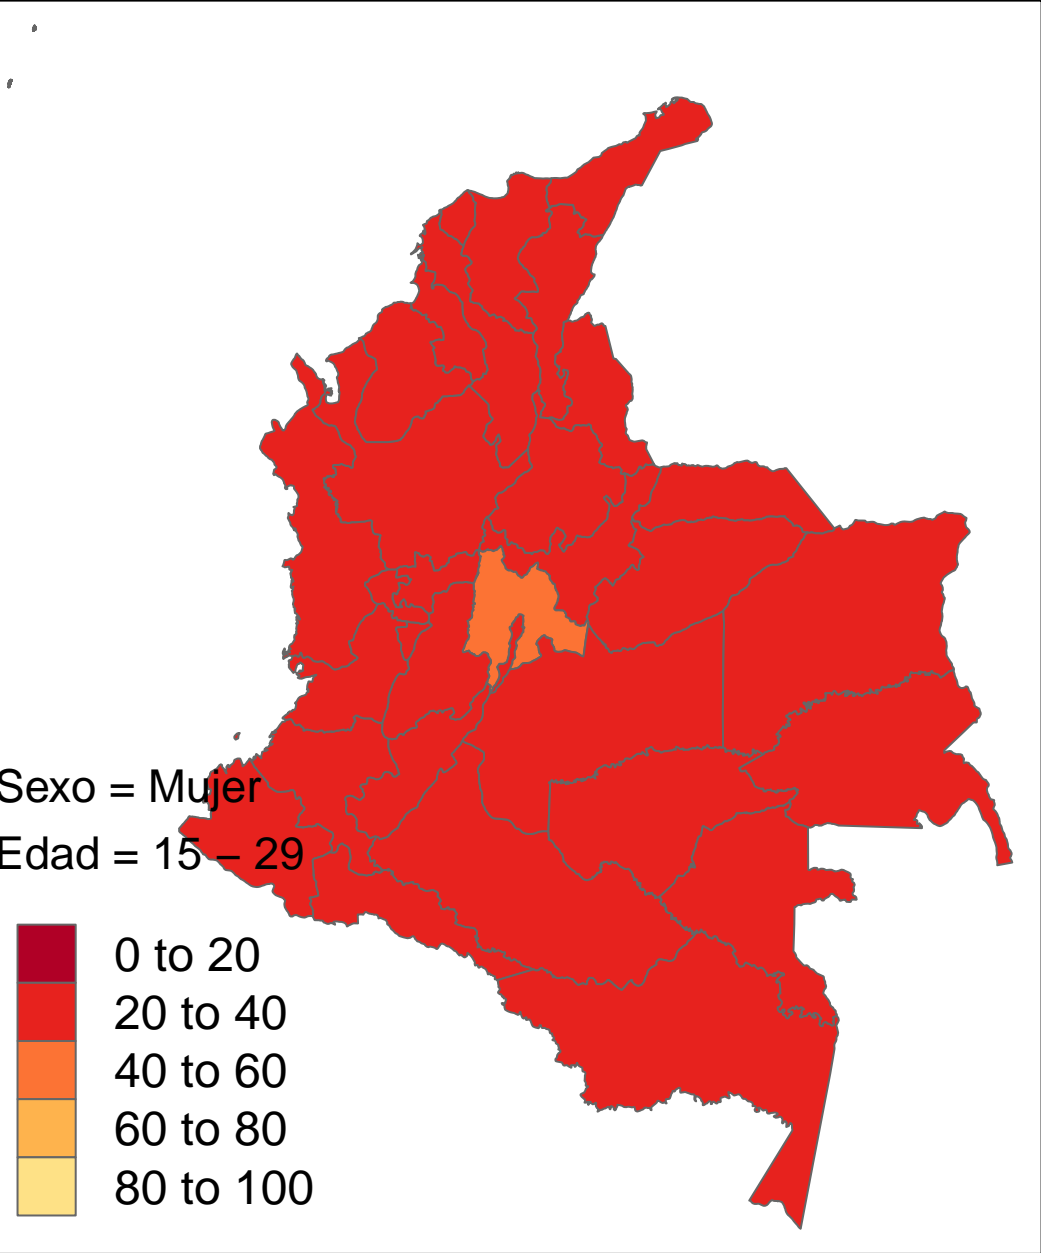 Sexo = Mujer
Edad = 15 – 29
0 to 20
20 to 40
40 to 60
60 to 80
80 to 100